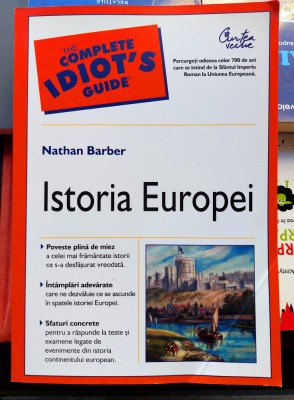 RELAȚIILE
THE
COMPLETE
IDIOT'S
GUIDE®
Cartea
veche
Parcurgeți odiseea celor 700 de ani
care se întind de la Sfântul Imperiu
Roman la Uniunea Europeană.
Nathan Barber
Istoria Europei
Poveste plină de miez
a celei mai frământate istorii
ce s-a desfășurat vreodată.
Întâmplări adevărate
care ne dezvăluie ce se ascunde
în spatele istoriei Europei.
Sfaturi concrete
pentru a răspunde la teste și
examene legate de
evenimente din istoria
continentului european.